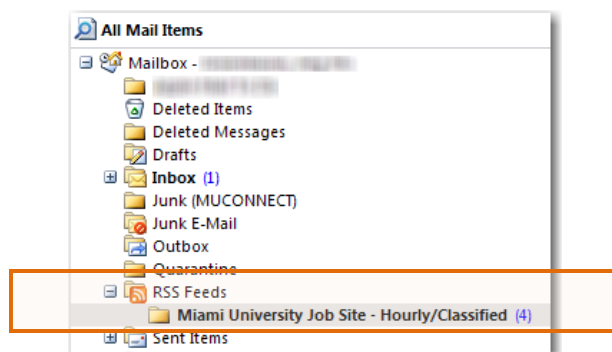 All Mail Items
Mailbox -
Deleted Items
Deleted Messages
Drafts
Inbox (1)
Junk (MUCONNECT)
Junk E-Mail
Outbox
Quarantine
RSS Feeds
Miami University Job Site - Hourly/Classified (4)
Sent Items